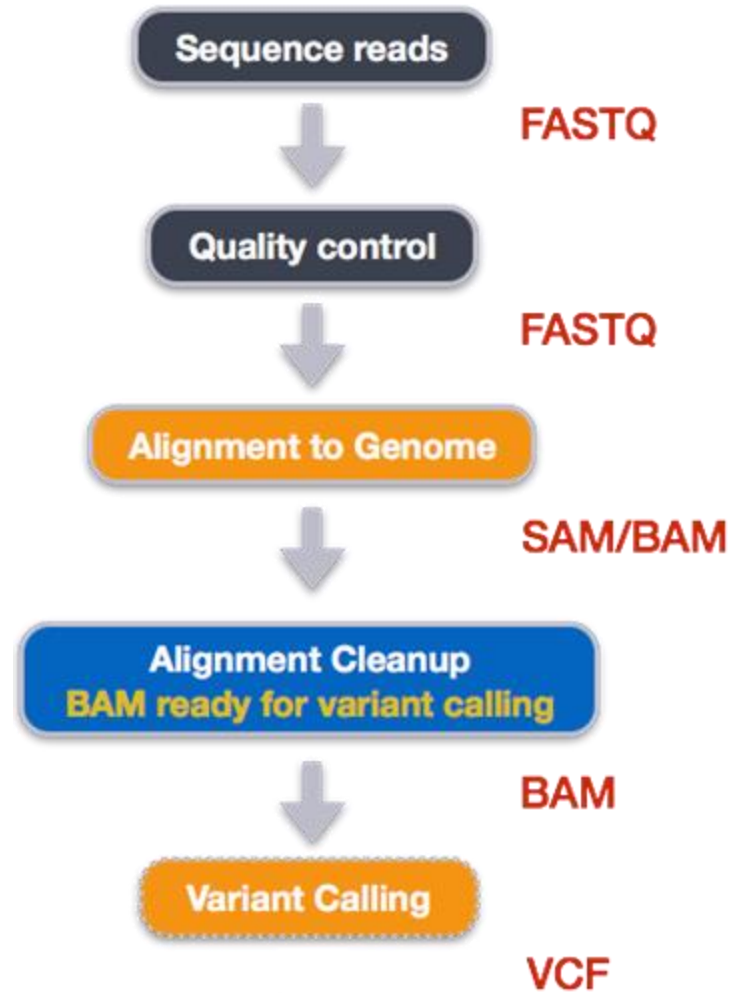 Sequence reads
FASTQ
Quality control
FASTQ
Alignment to Genome
SAM/BAM
Alignment Cleanup
BAM ready for variant calling
BAM
Variant Calling
VCF